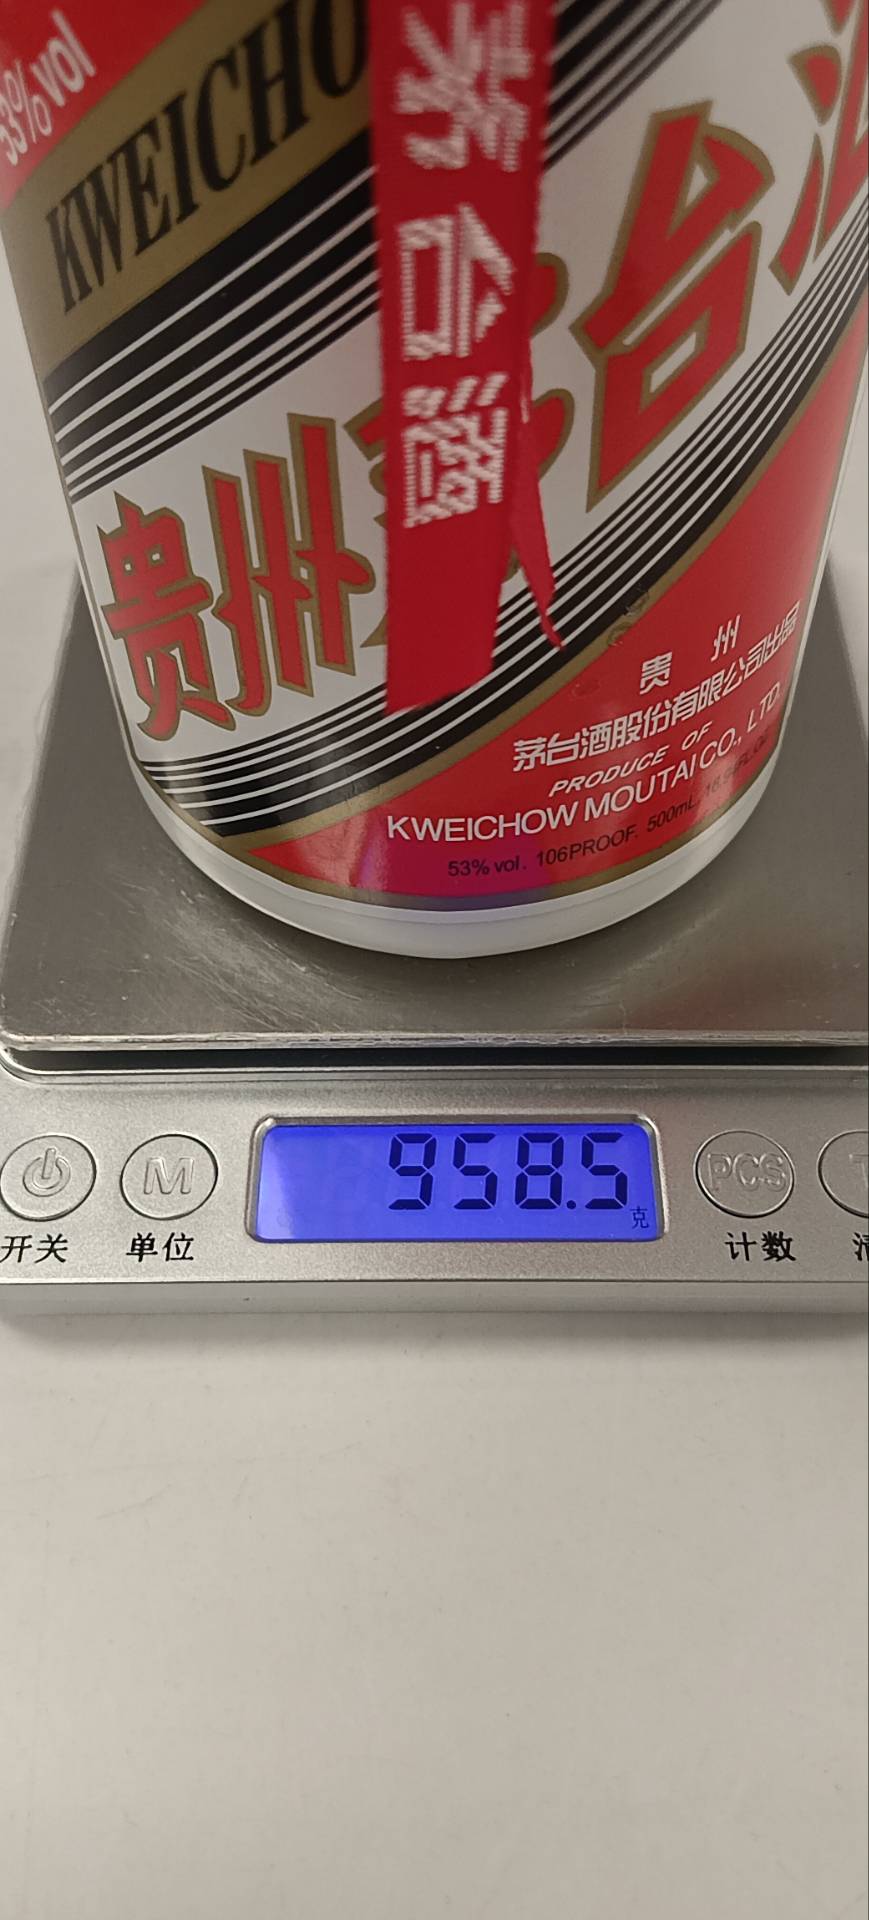 53%vol
KWEICHO
茅台酒
贵州茅台酒
贵州
茅台酒股份有限公司出品
PRODUCE OF
KWEICHOW MOUTAI CO., LTD.
53% vol. 106PROOF. 500mL
958.5
克
M
PCS
T
开关
单位
计数